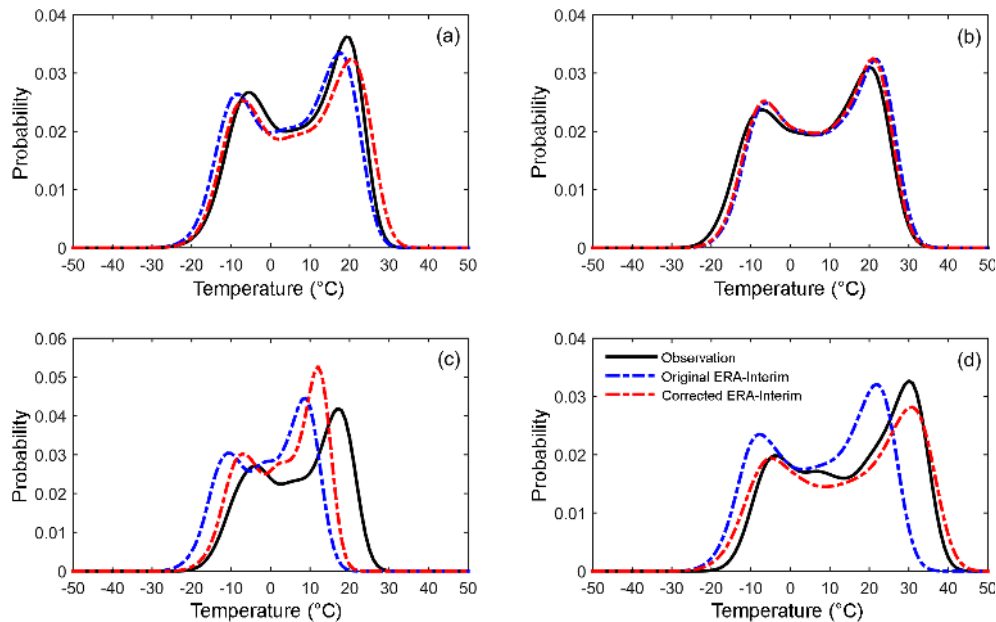 0.04
0.03
0.02
0.01
0
Probability
-50 -40 -30 -20 -10 0 10 20 30 40 50
Temperature (°C)
(a)
0.04
0.03
0.02
0.01
0
Probability
-50 -40 -30 -20 -10 0 10 20 30 40 50
Temperature (°C)
(b)
0.06
0.05
0.04
0.03
0.02
0.01
0
Probability
-50 -40 -30 -20 -10 0 10 20 30 40 50
Temperature (°C)
(c)
0.04
0.03
0.02
0.01
0
Probability
-50 -40 -30 -20 -10 0 10 20 30 40 50
Temperature (°C)
(d)
Observation
Original ERA-Interim
Corrected ERA-Interim